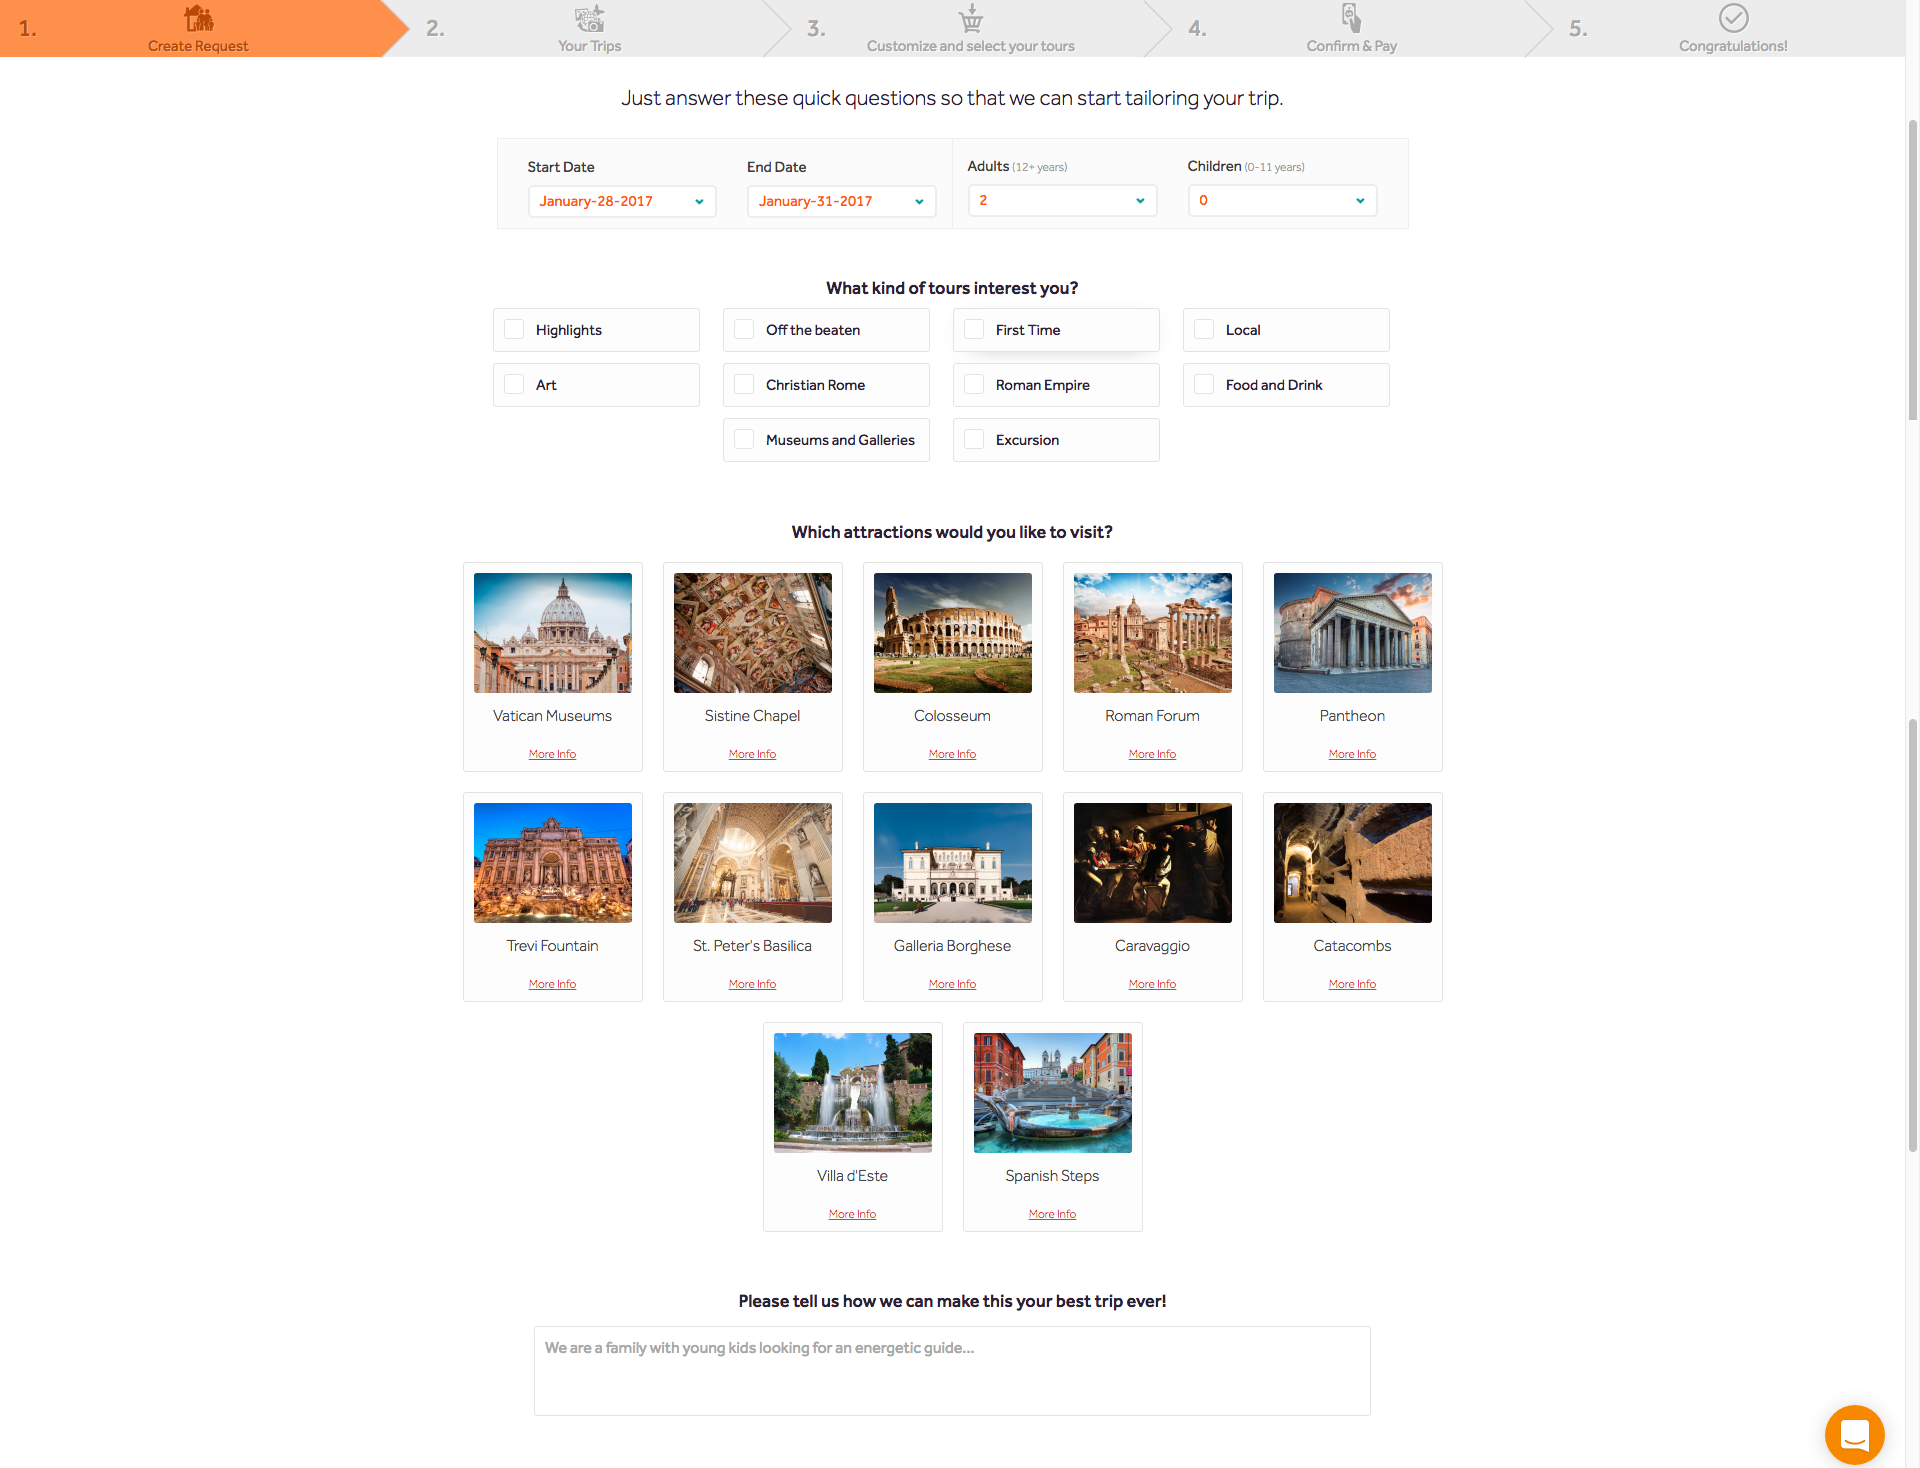 1.
Create Request
2.
Your Trips
3.
Customize and select your tours
4.
Confirm & Pay
5.
Congratulations!
Just answer these quick questions so that we can start tailoring your trip.
Start Date
End Date
Adults (12+ years)
Children (0-11 years)
January-28-2017
January-31-2017
2
0
What kind of tours interest you?
Highlights
Off the beaten
First Time
Local
Art
Christian Rome
Roman Empire
Food and Drink
Museums and Galleries
Excursion
Which attractions would you like to visit?
Vatican Museums
Sistine Chapel
Colosseum
Roman Forum
Pantheon
More Info
More Info
More Info
More Info
More Info
Trevi Fountain
St. Peter's Basilica
Galleria Borghese
Caravaggio
Catacombs
More Info
More Info
More Info
More Info
More Info
Villa d'Este
Spanish Steps
More Info
More Info
Please tell us how we can make this your best trip ever!
We are a family with young kids looking for an energetic guide...